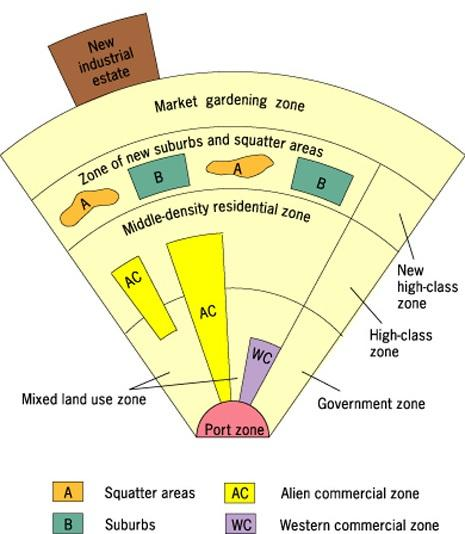 New
industrial
estate
Market gardening zone
Zone of new suburbs and squatter areas
A
B
A
B
Middle-density residential zone
AC
AC
New
high-class
zone
High-class
zone
WC
Mixed land use zone
Government zone
Port zone
A Squatter areas
AC Alien commercial zone
B Suburbs
WC Western commercial zone